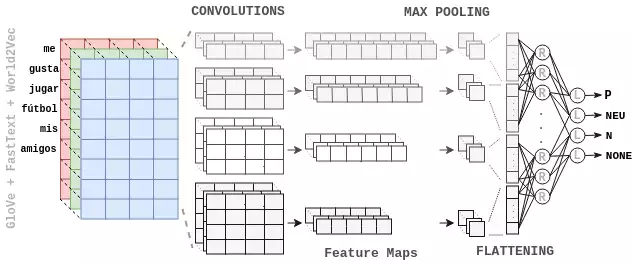 CONVOLUTIONS
MAX POOLING
GloVe + FastText + World2Vec
me
gusta
jugar
fútbol
mis
amigos
R
R
R
R
R
R
L
L
L
L
P
NEU
N
NONE
Feature Maps
FLATTENING